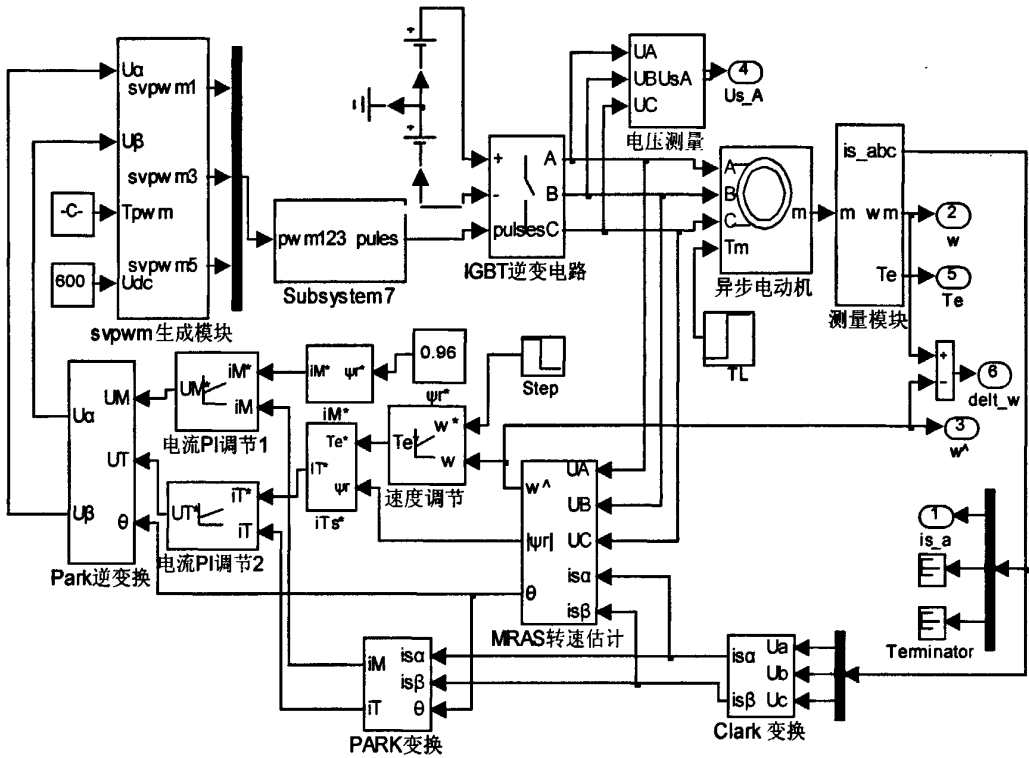 Uα
svpwm1
Uβ
svpwm3
-C-
Tpwm
svpwm5
600
Udc
svpwm 生成模块
pwm123 pules
Subsystem7
+
+
+
-
pulses
A
B
C
IGBT逆变电路
UA
UB UsA
UC
电压测量
4
Us_A
A
B
C
Tm
m
异步电动机
m
is_abc
wm
Te
测量模块
2
w
5
Te
TL
+
-
6
delt_w
3
w^
Step
0.96
ψr*
iM* ψr*
iM*
UM* iM*
iM
电流PI调节1
UM
Uα
UT
Uβ
θ
Park逆变换
UT* iT*
iT
电流PI调节2
Te*
IT*
ψr
iTs*
w*
Te*
w
速度调节
UA
w^
UB
UC
|ψr|
isα
θ
isβ
MRAS转速估计
isα
iM
isβ
iT
θ
PARK变换
Ua
isα
Ub
isβ
Uc
Clark 变换
1
is_a
Terminator